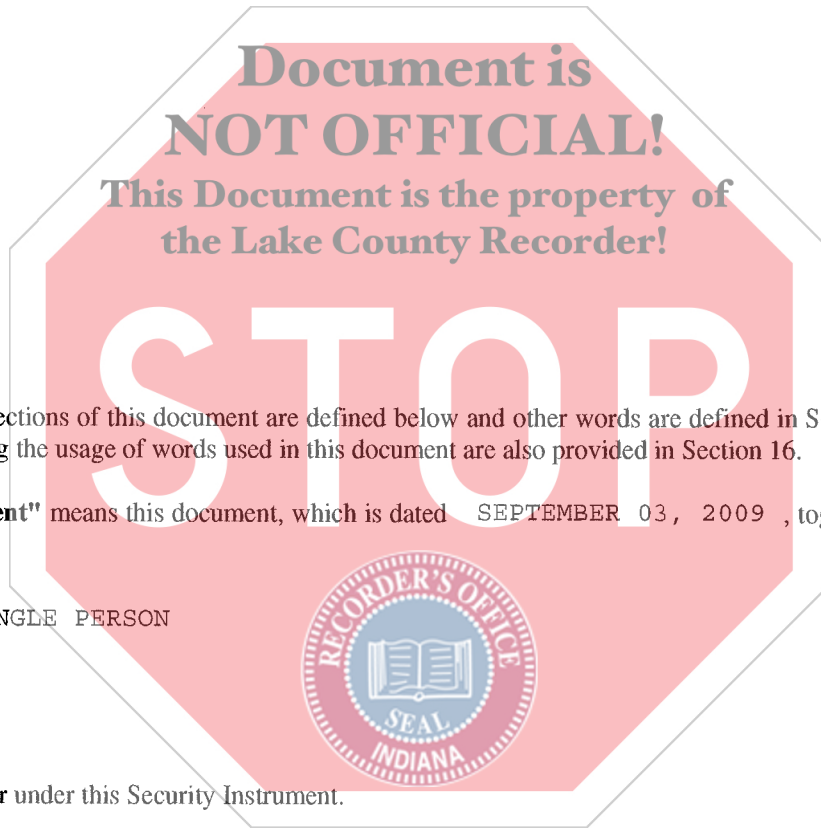 Document is
NOT OFFICIAL!
This Document is the property of
the Lake County Recorder!
STOP
ections of this document are defined below and other words are defined in S
g the usage of words used in this document are also provided in Section 16.
ent" means this document, which is dated SEPTEMBER 03, 2009 , tog
NGLE PERSON
RECORDER'S OFFICE
SEAL
INDIANA
r under this Security Instrument.